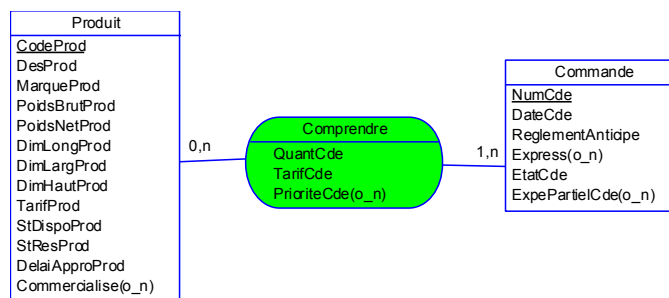 Produit
CodeProd
DesProd
MarqueProd
PoidsBrutProd
PoidsNetProd
DimLongProd
DimLargProd
DimHautProd
TarifProd
StDispoProd
StResProd
DelaiApproProd
Commercialise(o_n)
0,n
Comprendre
QuantCde
TarifCde
PrioriteCde(o_n)
1,n
Commande
NumCde
DateCde
ReglementAnticipe
Express(o_n)
EtatCde
ExpePartielCde(o_n)